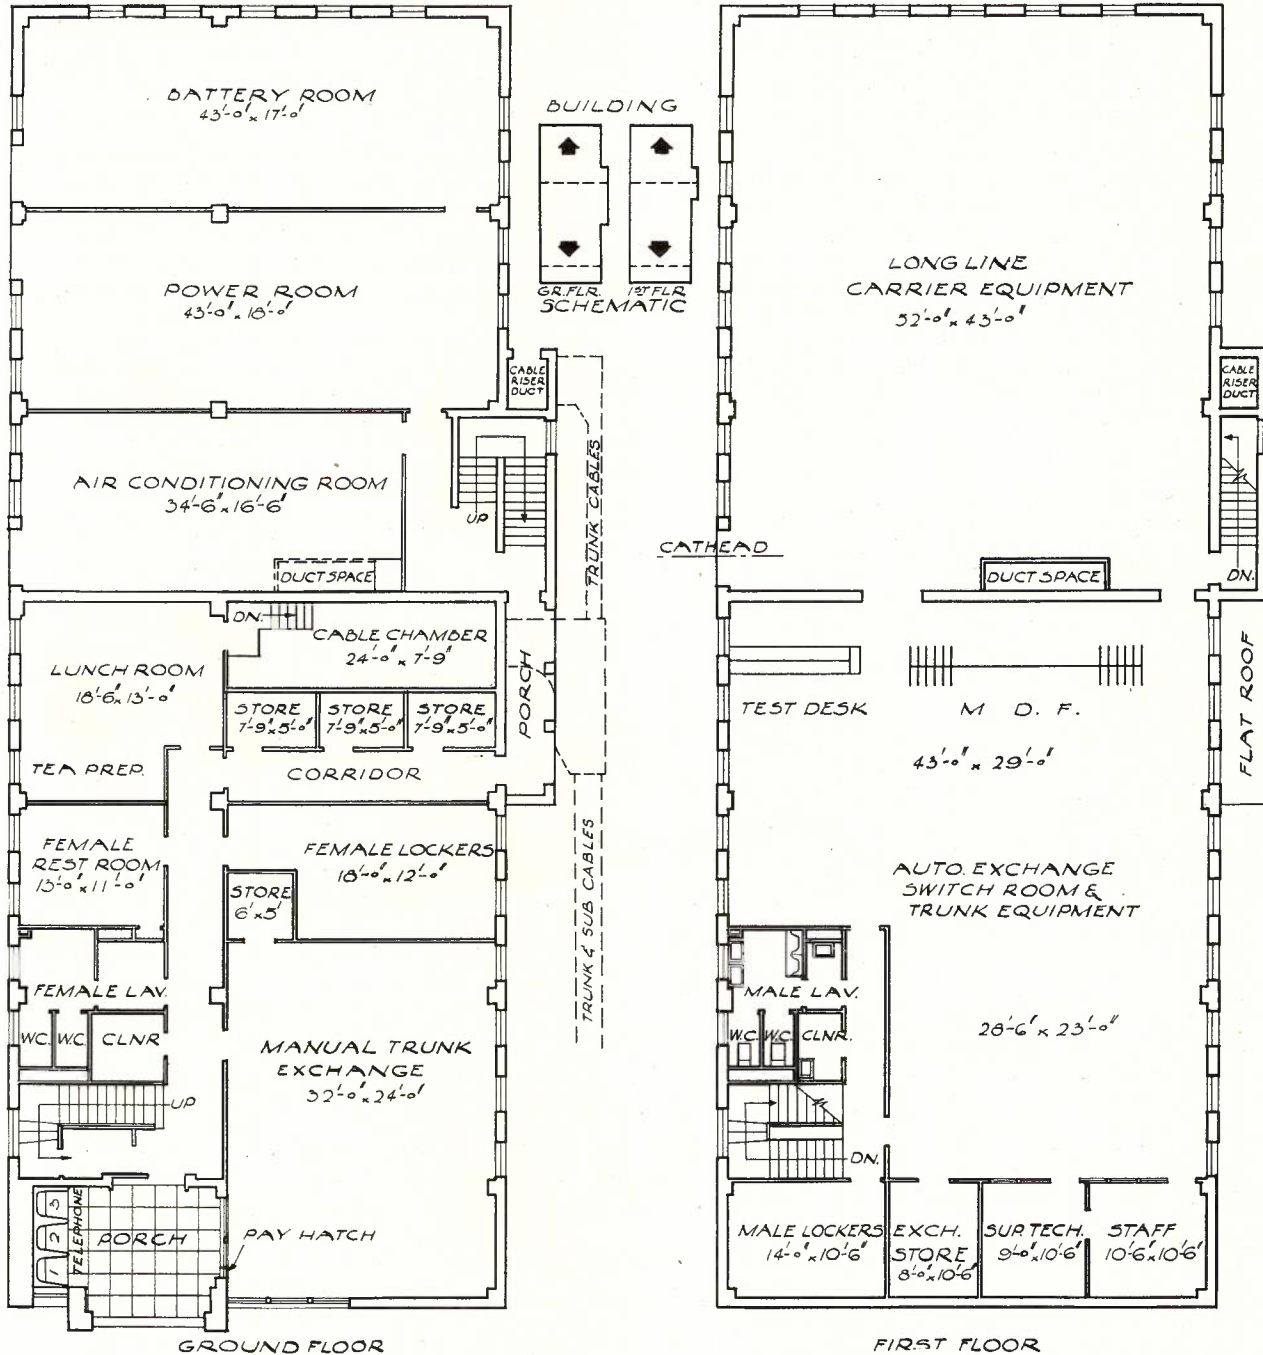 BATTERY ROOM
43'-0" x 17'-0"
POWER ROOM
43'-0" x 18'-0"
CABLE
RISER
DUCT
AIR CONDITIONING ROOM
34'-6" x 16'-6"
UP
DUCT SPACE
TRUNK CABLES
DN.
CABLE CHAMBER
24'-0" x 7'-9"
LUNCH ROOM
18'-6" x 13'-0"
STORE
7'-9" x 5'-0"
STORE
7'-9" x 5'-0"
STORE
7'-9" x 5'-0"
PORCH
TEA PREP.
CORRIDOR
FEMALE
REST ROOM
13'-0" x 11'-0"
FEMALE LOCKERS
18'-0" x 12'-0"
STORE
6' x 5'
TRUNK & SUB CABLES
FEMALE LAV.
W.C.
W.C.
CLNR
MANUAL TRUNK
EXCHANGE
32'-0" x 24'-0"
UP
3
2
1
TELEPHONE
PORCH
PAY HATCH
GROUND FLOOR
BUILDING
GR. FLR.
1ST FLR
SCHEMATIC
LONG LINE
CARRIER EQUIPMENT
52'-0" x 43'-0"
CABLE
RISER
DUCT
CATHEAD
DUCT SPACE
DN.
TEST DESK
M. D. F.
43'-0" x 29'-0"
FLAT ROOF
AUTO. EXCHANGE
SWITCH ROOM &
TRUNK EQUIPMENT
MALE LAV.
W.C.
W.C.
CLNR.
28'-6" x 23'-0"
DN.
MALE LOCKERS
14'-0" x 10'-6"
EXCH.
STORE
8'-0" x 10'-6"
SUP. TECH.
9'-0" x 10'-6"
STAFF
10'-6" x 10'-6"
FIRST FLOOR